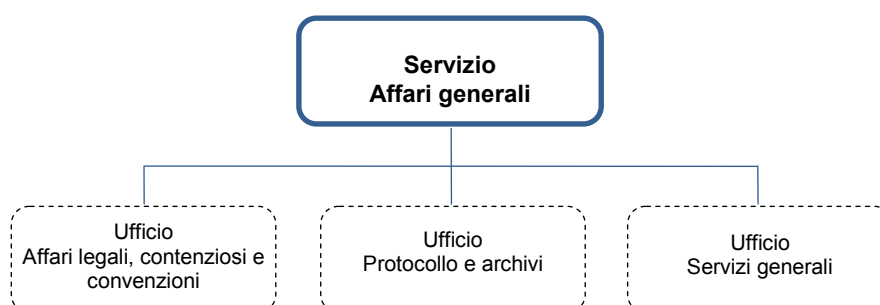 Servizio
Affari generali
Ufficio
Affari legali, contenziosi e
convenzioni
Ufficio
Protocollo e archivi
Ufficio
Servizi generali